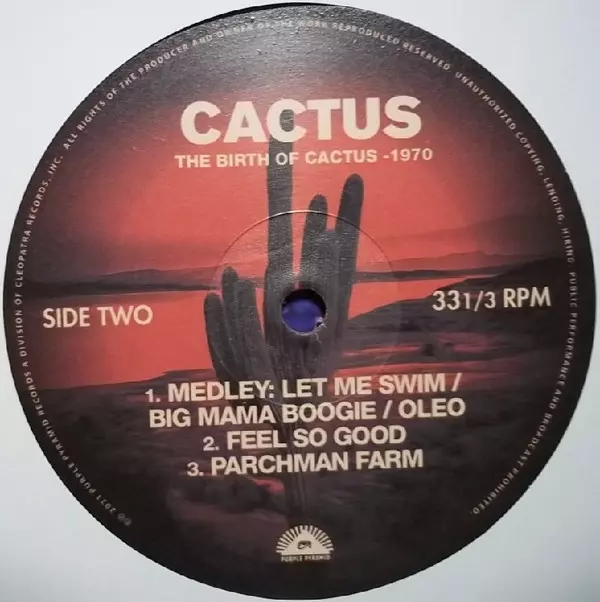 CACTUS
THE BIRTH OF CACTUS -1970
SIDE TWO
33 1/3 RPM
1. MEDLEY: LET ME SWIM /
BIG MAMA BOOGIE / OLEO
2. FEEL SO GOOD
3. PARCHMAN FARM
PURPLE PYRAMID
℗© 2021 PURPLE PYRAMID RECORDS A DIVISION OF CLEOPATRA RECORDS, INC. ALL RIGHTS OF THE PRODUCER AND OWNER OF THE WORK REPRODUCED RESERVED. UNAUTHORIZED COPYING, LENDING, HIRING, PUBLIC PERFORMANCE AND BROADCAST PROHIBITED.